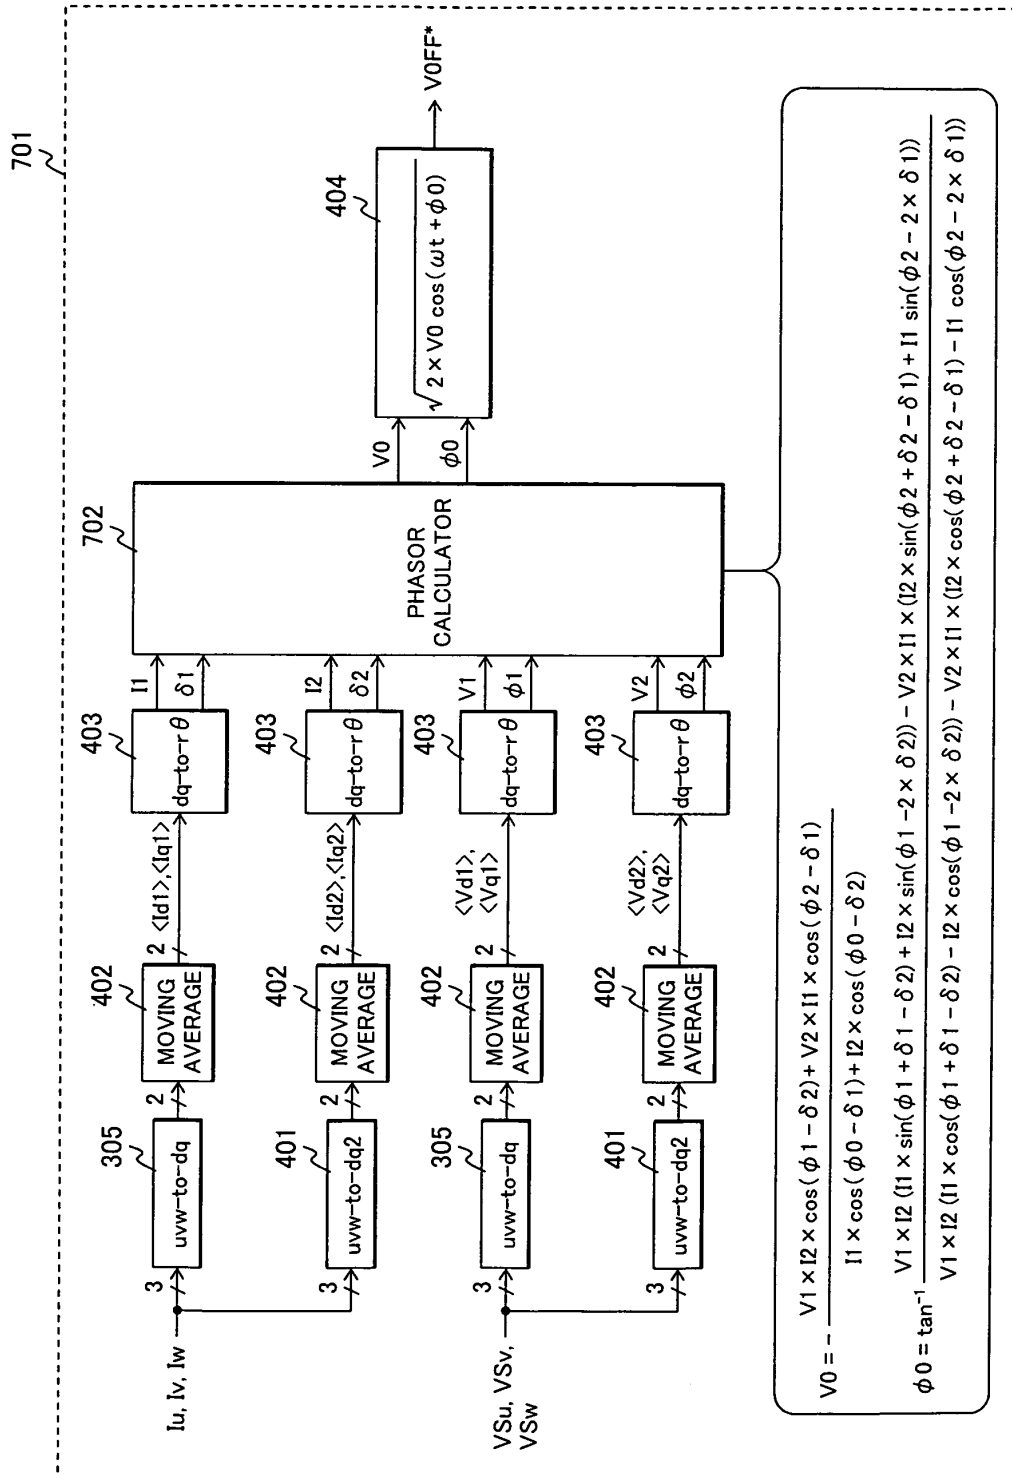 701
Iu, Iv, Iw
VSu, VSv,
VSw
3
3
3
3
305
uvw-to-dq
401
uvw-to-dq2
305
uvw-to-dq
401
uvw-to-dq2
2
2
2
2
402
MOVING
AVERAGE
402
MOVING
AVERAGE
402
MOVING
AVERAGE
402
MOVING
AVERAGE
2
<Id1>,<Iq1>
2
<Id2>,<Iq2>
2
<Vd1>,
<Vq1>
2
<Vd2>,
<Vq2>
403
dq-to-r θ
403
dq-to-r θ
403
dq-to-r θ
403
dq-to-r θ
I1
δ1
I2
δ2
V1
φ1
V2
φ2
702
PHASOR
CALCULATOR
V0
φ0
404
√2 × V0 cos(ωt + φ0)
V0FF*
V0 = - V1 × I2 × cos(φ1 - δ2) + V2 × I1 × cos(φ2 - δ1)
I1 × cos(φ0 - δ1) + I2 × cos(φ0 - δ2)
φ0 = tan⁻¹ V1 × I2 (I1 × sin(φ1 + δ1 - δ2) + I2 × sin(φ1 - 2 × δ2)) - V2 × I1 × (I2 × sin(φ2 + δ2 - δ1) + I1 sin(φ2 - 2 × δ1))
V1 × I2 (I1 × cos(φ1 + δ1 - δ2) - I2 × cos(φ1 - 2 × δ2)) - V2 × I1 × (I2 × cos(φ2 + δ2 - δ1) - I1 cos(φ2 - 2 × δ1))